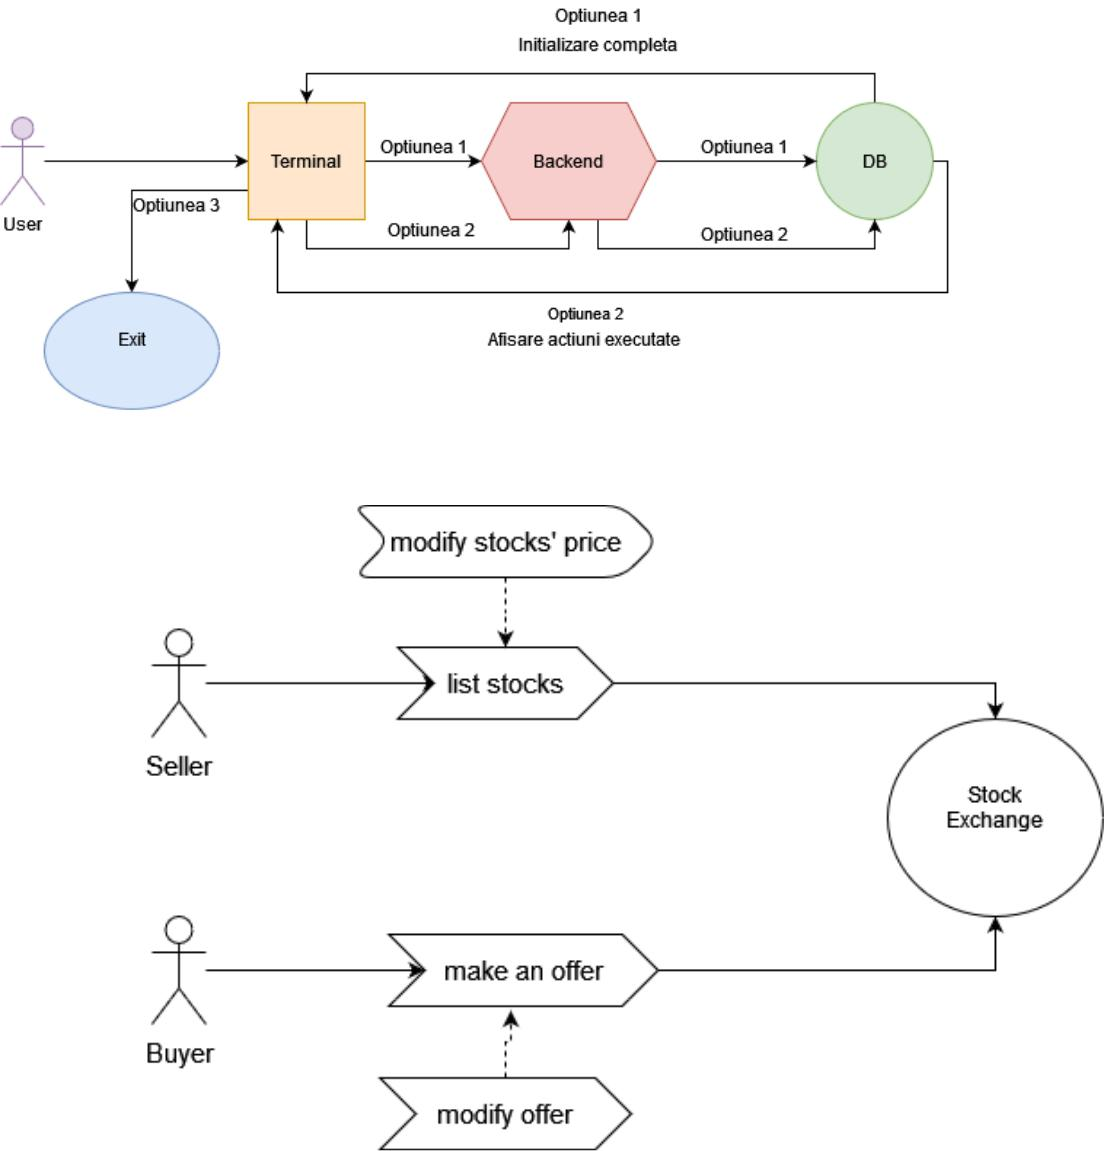 Optiunea 1
Initializare completa
Terminal
Optiunea 1
Backend
Optiunea 1
DB
User
Optiunea 3
Optiunea 2
Optiunea 2
Optiunea 2
Afisare actiuni executate
Exit
modify stocks' price
list stocks
Seller
Stock
Exchange
make an offer
Buyer
modify offer